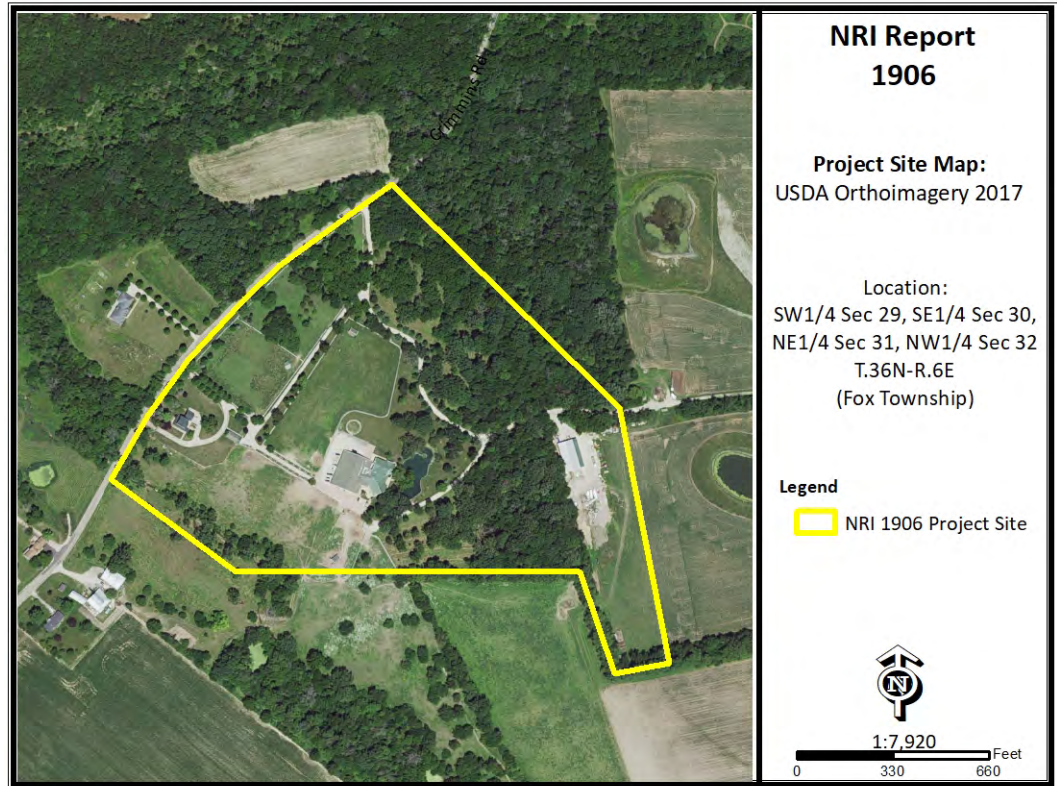 Crimmins Rd
NRI Report
1906
Project Site Map:
USDA Orthoimagery 2017
Location:
SW1/4 Sec 29, SE1/4 Sec 30,
NE1/4 Sec 31, NW1/4 Sec 32
T.36N-R.6E
(Fox Township)
Legend
NRI 1906 Project Site
N
1:7,920
Feet
0 330 660